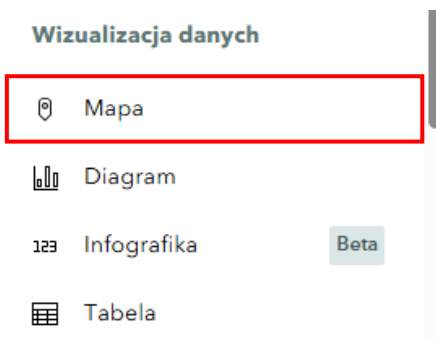 Wizualizacja danych
Mapa
Diagram
123 Infografika Beta
Tabela